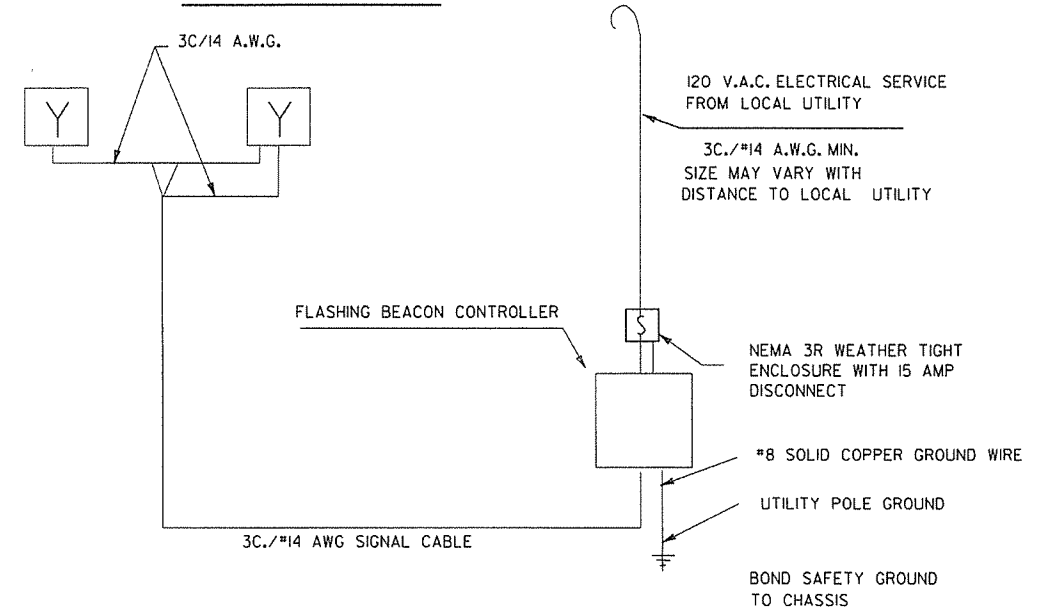 3C/14 A.W.G.
Y
Y
120 V.A.C. ELECTRICAL SERVICE
FROM LOCAL UTILITY
3C./#14 A.W.G. MIN.
SIZE MAY VARY WITH
DISTANCE TO LOCAL UTILITY
FLASHING BEACON CONTROLLER
S
NEMA 3R WEATHER TIGHT
ENCLOSURE WITH 15 AMP
DISCONNECT
#8 SOLID COPPER GROUND WIRE
UTILITY POLE GROUND
3C./#14 AWG SIGNAL CABLE
BOND SAFETY GROUND
TO CHASSIS